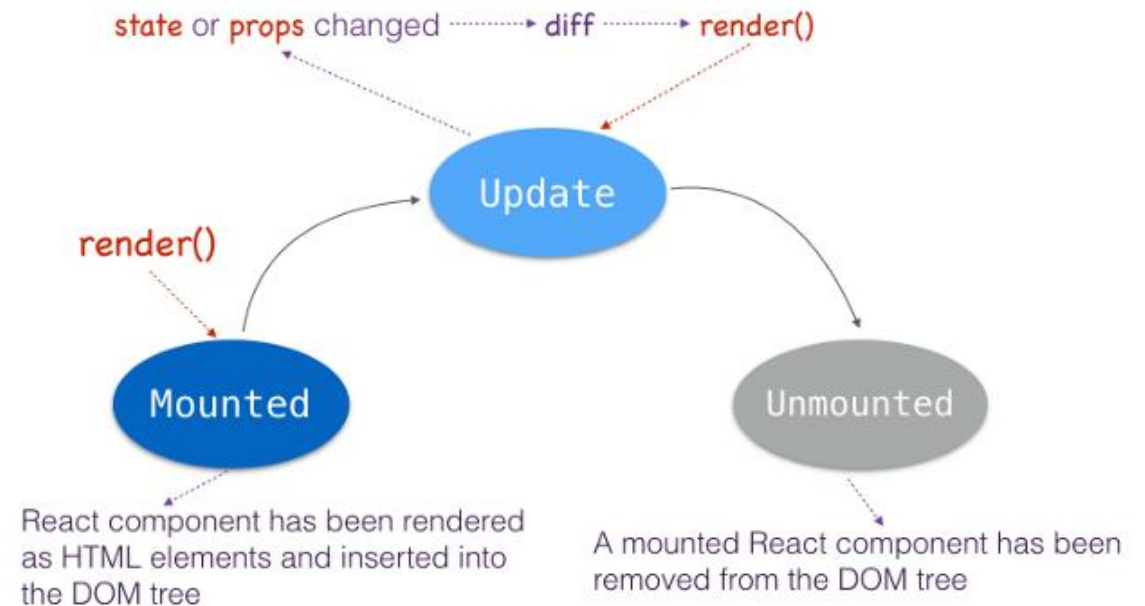 state or props changed diff render()
Update
render()
Mounted
Unmounted
React component has been rendered
as HTML elements and inserted into
the DOM tree
A mounted React component has been
removed from the DOM tree